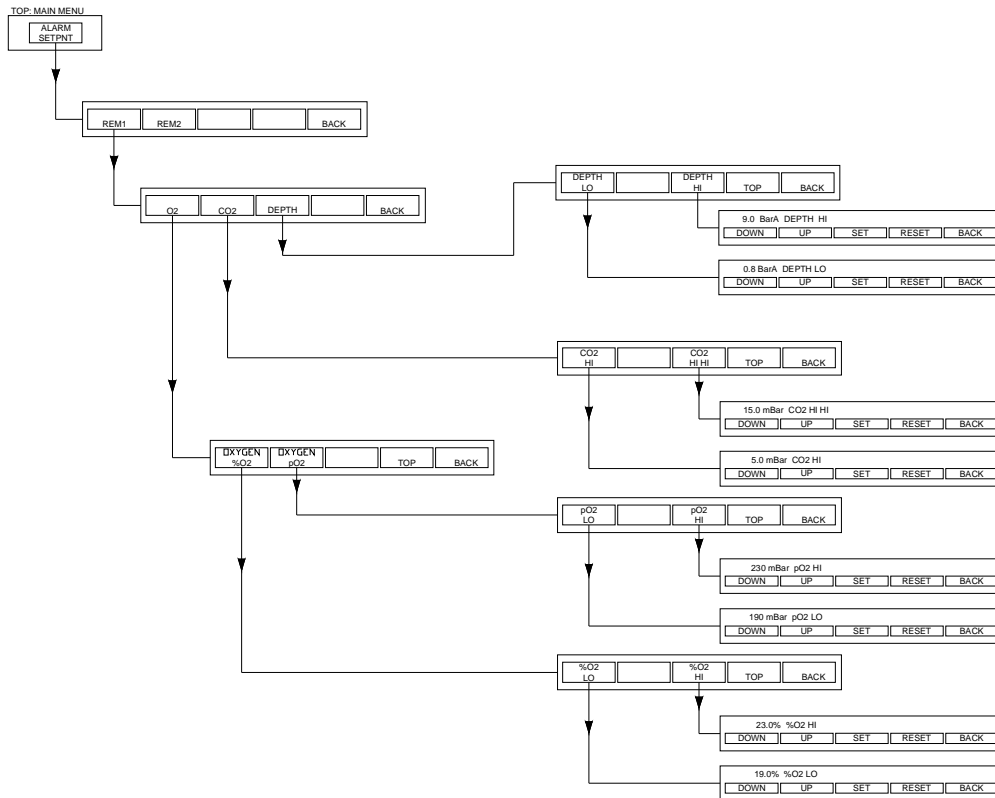 TOP: MAIN MENU
ALARM
SETPNT
REM1 REM2 BACK
O2 CO2 DEPTH BACK
DEPTH LO DEPTH HI TOP BACK
9.0 BarA DEPTH HI
DOWN UP SET RESET BACK
0.8 BarA DEPTH LO
DOWN UP SET RESET BACK
CO2 HI CO2 HI HI TOP BACK
15.0 mBar CO2 HI HI
DOWN UP SET RESET BACK
5.0 mBar CO2 HI
DOWN UP SET RESET BACK
OXYGEN %O2 OXYGEN pO2 TOP BACK
pO2 LO pO2 HI TOP BACK
230 mBar pO2 HI
DOWN UP SET RESET BACK
190 mBar pO2 LO
DOWN UP SET RESET BACK
%O2 LO %O2 HI TOP BACK
23.0% %O2 HI
DOWN UP SET RESET BACK
19.0% %O2 LO
DOWN UP SET RESET BACK